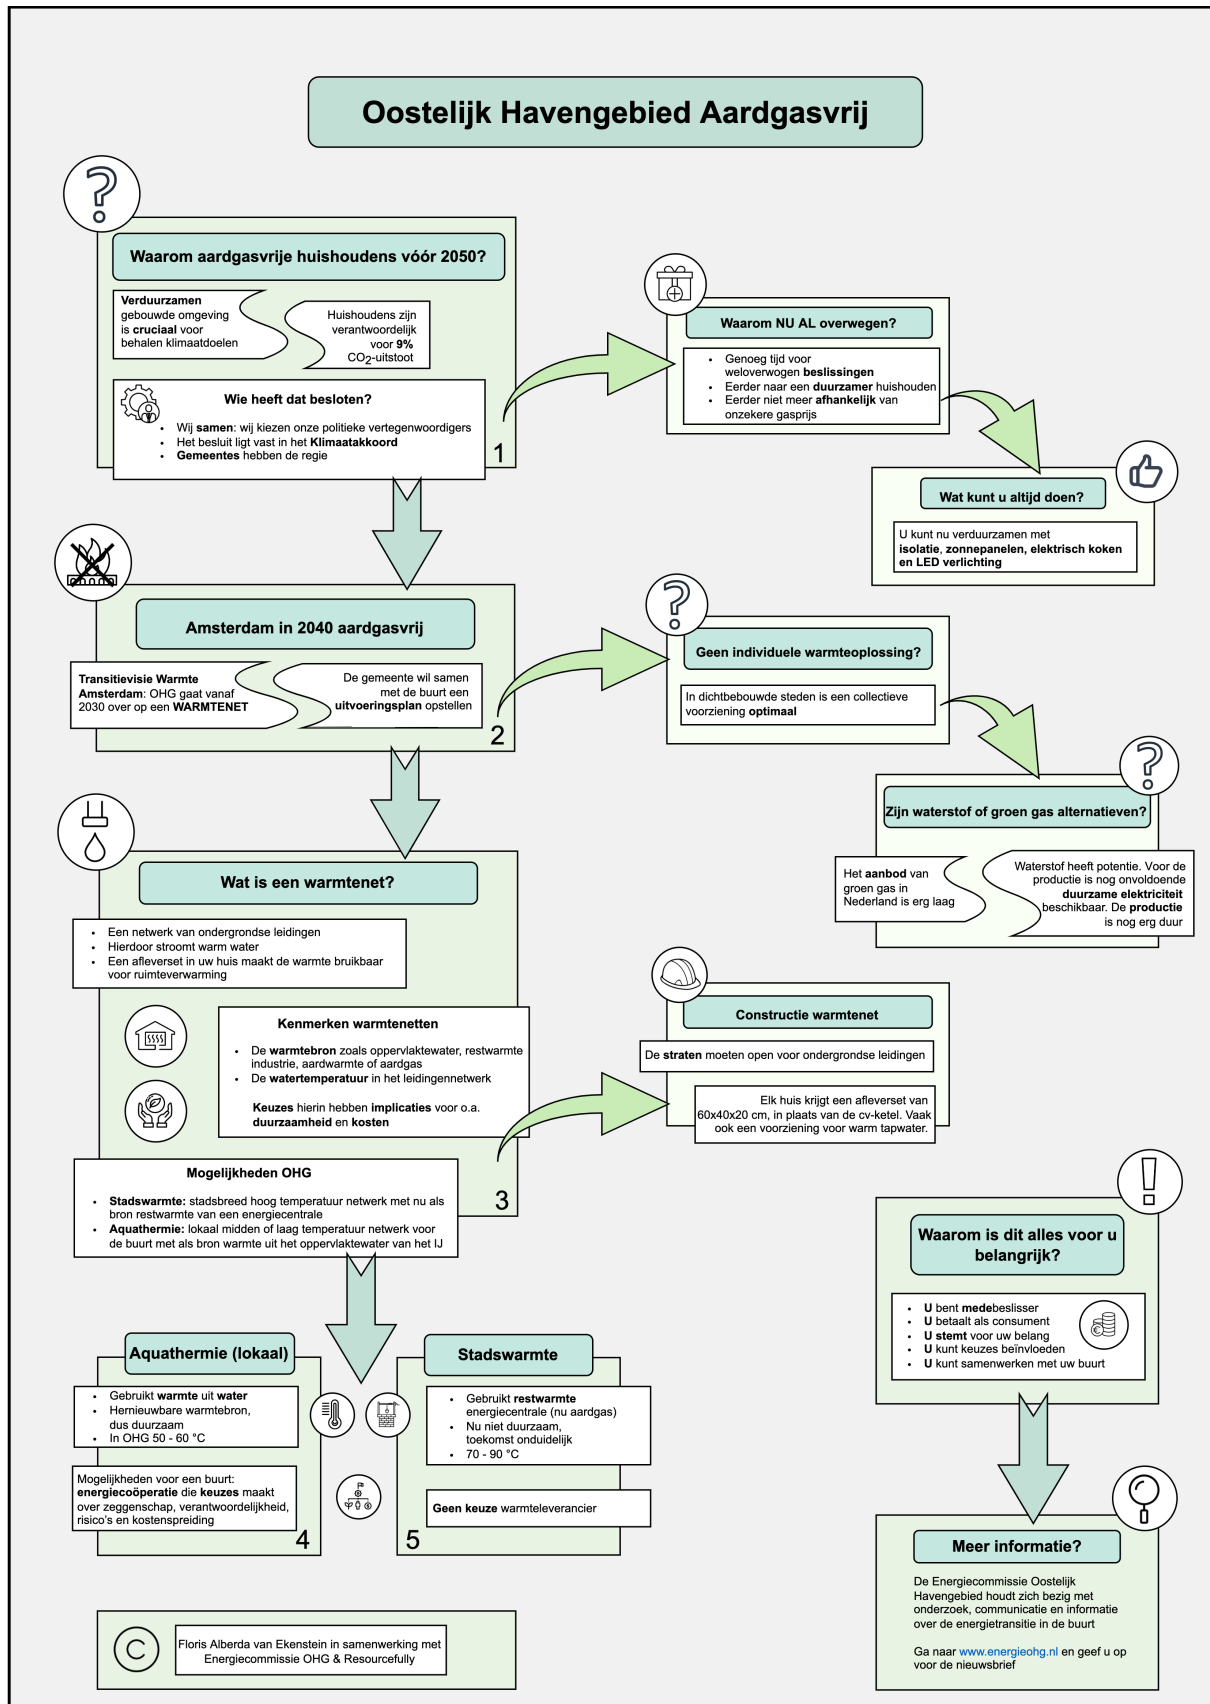 Oostelijk Havengebied Aardgasvrij
Waarom aardgasvrije huishoudens vóór 2050?
Verduurzamen
gebouwde omgeving
is cruciaal voor
behalen klimaatdoelen
Huishoudens zijn
verantwoordelijk
voor 9%
CO2-uitstoot
Wie heeft dat besloten?
• Wij samen: wij kiezen onze politieke vertegenwoordigers
• Het besluit ligt vast in het Klimaatakkoord
• Gemeentes hebben de regie
1
Waarom NU AL overwegen?
• Genoeg tijd voor
weloverwogen beslissingen
• Eerder naar een duurzamer huishouden
• Eerder niet meer afhankelijk van
onzekere gasprijs
Wat kunt u altijd doen?
U kunt nu verduurzamen met
isolatie, zonnepanelen, elektrisch koken
en LED verlichting
Amsterdam in 2040 aardgasvrij
Transitievisie Warmte
Amsterdam: OHG gaat vanaf
2030 over op een WARMTENET
De gemeente wil samen
met de buurt een
uitvoeringsplan opstellen
2
Geen individuele warmteoplossing?
In dichtbebouwde steden is een collectieve
voorziening optimaal
Zijn waterstof of groen gas alternatieven?
Het aanbod van
groen gas in
Nederland is erg laag
Waterstof heeft potentie. Voor de
productie is nog onvoldoende
duurzame elektriciteit
beschikbaar. De productie
is nog erg duur
Wat is een warmtenet?
• Een netwerk van ondergrondse leidingen
• Hierdoor stroomt warm water
• Een afleverset in uw huis maakt de warmte bruikbaar
voor ruimteverwarming
Kenmerken warmtenetten
• De warmtebron zoals oppervlaktewater, restwarmte
industrie, aardwarmte of aardgas
• De watertemperatuur in het leidingennetwerk
Keuzes hierin hebben implicaties voor o.a.
duurzaamheid en kosten
Mogelijkheden OHG
• Stadswarmte: stadsbreed hoog temperatuur netwerk met nu als
bron restwarmte van een energiecentrale
• Aquathermie: lokaal midden of laag temperatuur netwerk voor
de buurt met als bron warmte uit het oppervlaktewater van het IJ
3
Constructie warmtenet
De straten moeten open voor ondergrondse leidingen
Elk huis krijgt een afleverset van
60x40x20 cm, in plaats van de cv-ketel. Vaak
ook een voorziening voor warm tapwater.
Aquathermie (lokaal)
• Gebruikt warmte uit water
• Hernieuwbare warmtebron,
dus duurzaam
• In OHG 50 - 60 °C
Mogelijkheden voor een buurt:
energiecoöperatie die keuzes maakt
over zeggenschap, verantwoordelijkheid,
risico's en kostenspreiding
4
Stadswarmte
• Gebruikt restwarmte
energiecentrale (nu aardgas)
• Nu niet duurzaam,
toekomst onduidelijk
• 70 - 90 °C
Geen keuze warmteleverancier
5
Waarom is dit alles voor u
belangrijk?
• U bent medebeslisser
• U betaalt als consument
• U stemt voor uw belang
• U kunt keuzes beïnvloeden
• U kunt samenwerken met uw buurt
Meer informatie?
De Energiecommissie Oostelijk
Havengebied houdt zich bezig met
onderzoek, communicatie en informatie
over de energietransitie in de buurt
Ga naar www.energieohg.nl en geef u op
voor de nieuwsbrief
C
Floris Alberda van Ekenstein in samenwerking met
Energiecommissie OHG & Resourcefully